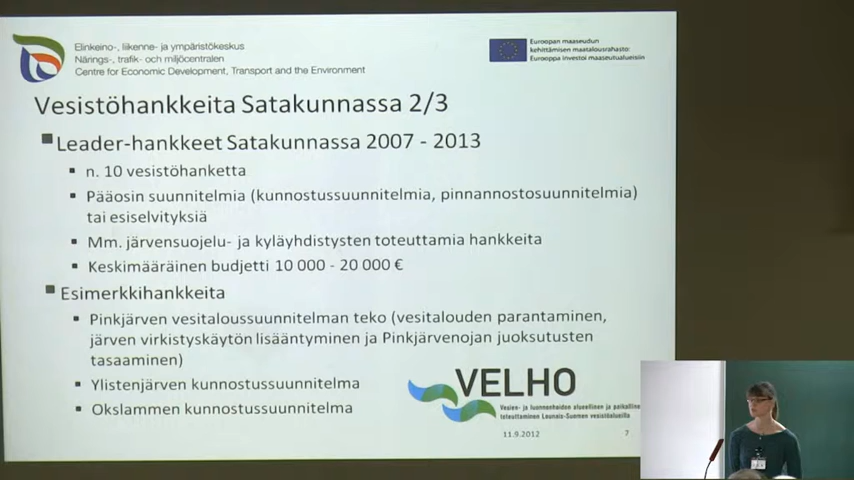 Elinkeino-, liikenne- ja ympäristökeskus
Närings-, trafik- och miljöcentralen
Centre for Economic Development, Transport and the Environment
Euroopan maaseudun
kehittämisen maatalousrahasto:
Eurooppa investoi maaseutualueisiin
Vesistöhankkeita Satakunnassa 2/3
Leader-hankkeet Satakunnassa 2007 - 2013
n. 10 vesistöhanketta
Pääosin suunnitelmia (kunnostussuunnitelmia, pinnannostosuunnitelmia)
tai esiselvityksiä
Mm. järvensuojelu- ja kyläyhdistysten toteuttamia hankkeita
Keskimääräinen budjetti 10 000 - 20 000 €
Esimerkkihankkeita
Pinkjärven vesitaloussuunnitelman teko (vesitalouden parantaminen,
järven virkistyskäytön lisääntyminen ja Pinkjärvenojan juoksutusten
tasaaminen)
Ylistenjärven kunnostussuunnitelma
Okslammen kunnostussuunnitelma
VELHO
Vesien- ja luonnonhoidon alueellinen ja paikallinen
toteuttaminen Lounais-Suomen vesistöalueilla
11.9.2012
7